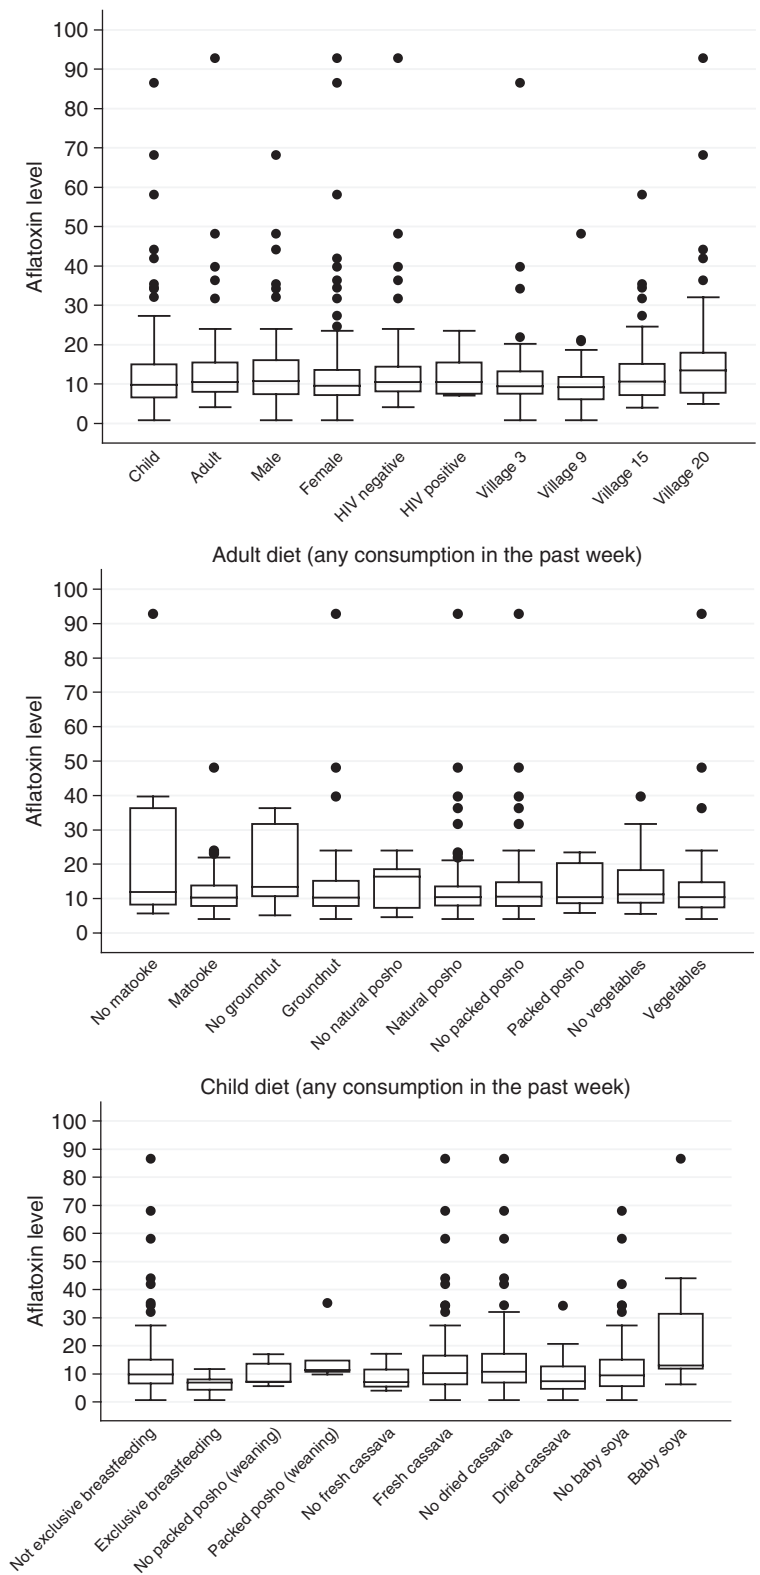 100
90
80
70
60
50
40
30
20
10
0
Aflatoxin level
Child
Adult
Male
Female
HIV negative
HIV positive
Village 3
Village 9
Village 15
Village 20
Adult diet (any consumption in the past week)
100
90
80
70
60
50
40
30
20
10
0
Aflatoxin level
No matooke
Matooke
No groundnut
Groundnut
No natural posho
Natural posho
No packed posho
Packed posho
No vegetables
Vegetables
Child diet (any consumption in the past week)
100
90
80
70
60
50
40
30
20
10
0
Aflatoxin level
Not exclusive breastfeeding
Exclusive breastfeeding
No packed posho (weaning)
Packed posho (weaning)
No fresh cassava
Fresh cassava
No dried cassava
Dried cassava
No baby soya
Baby soya